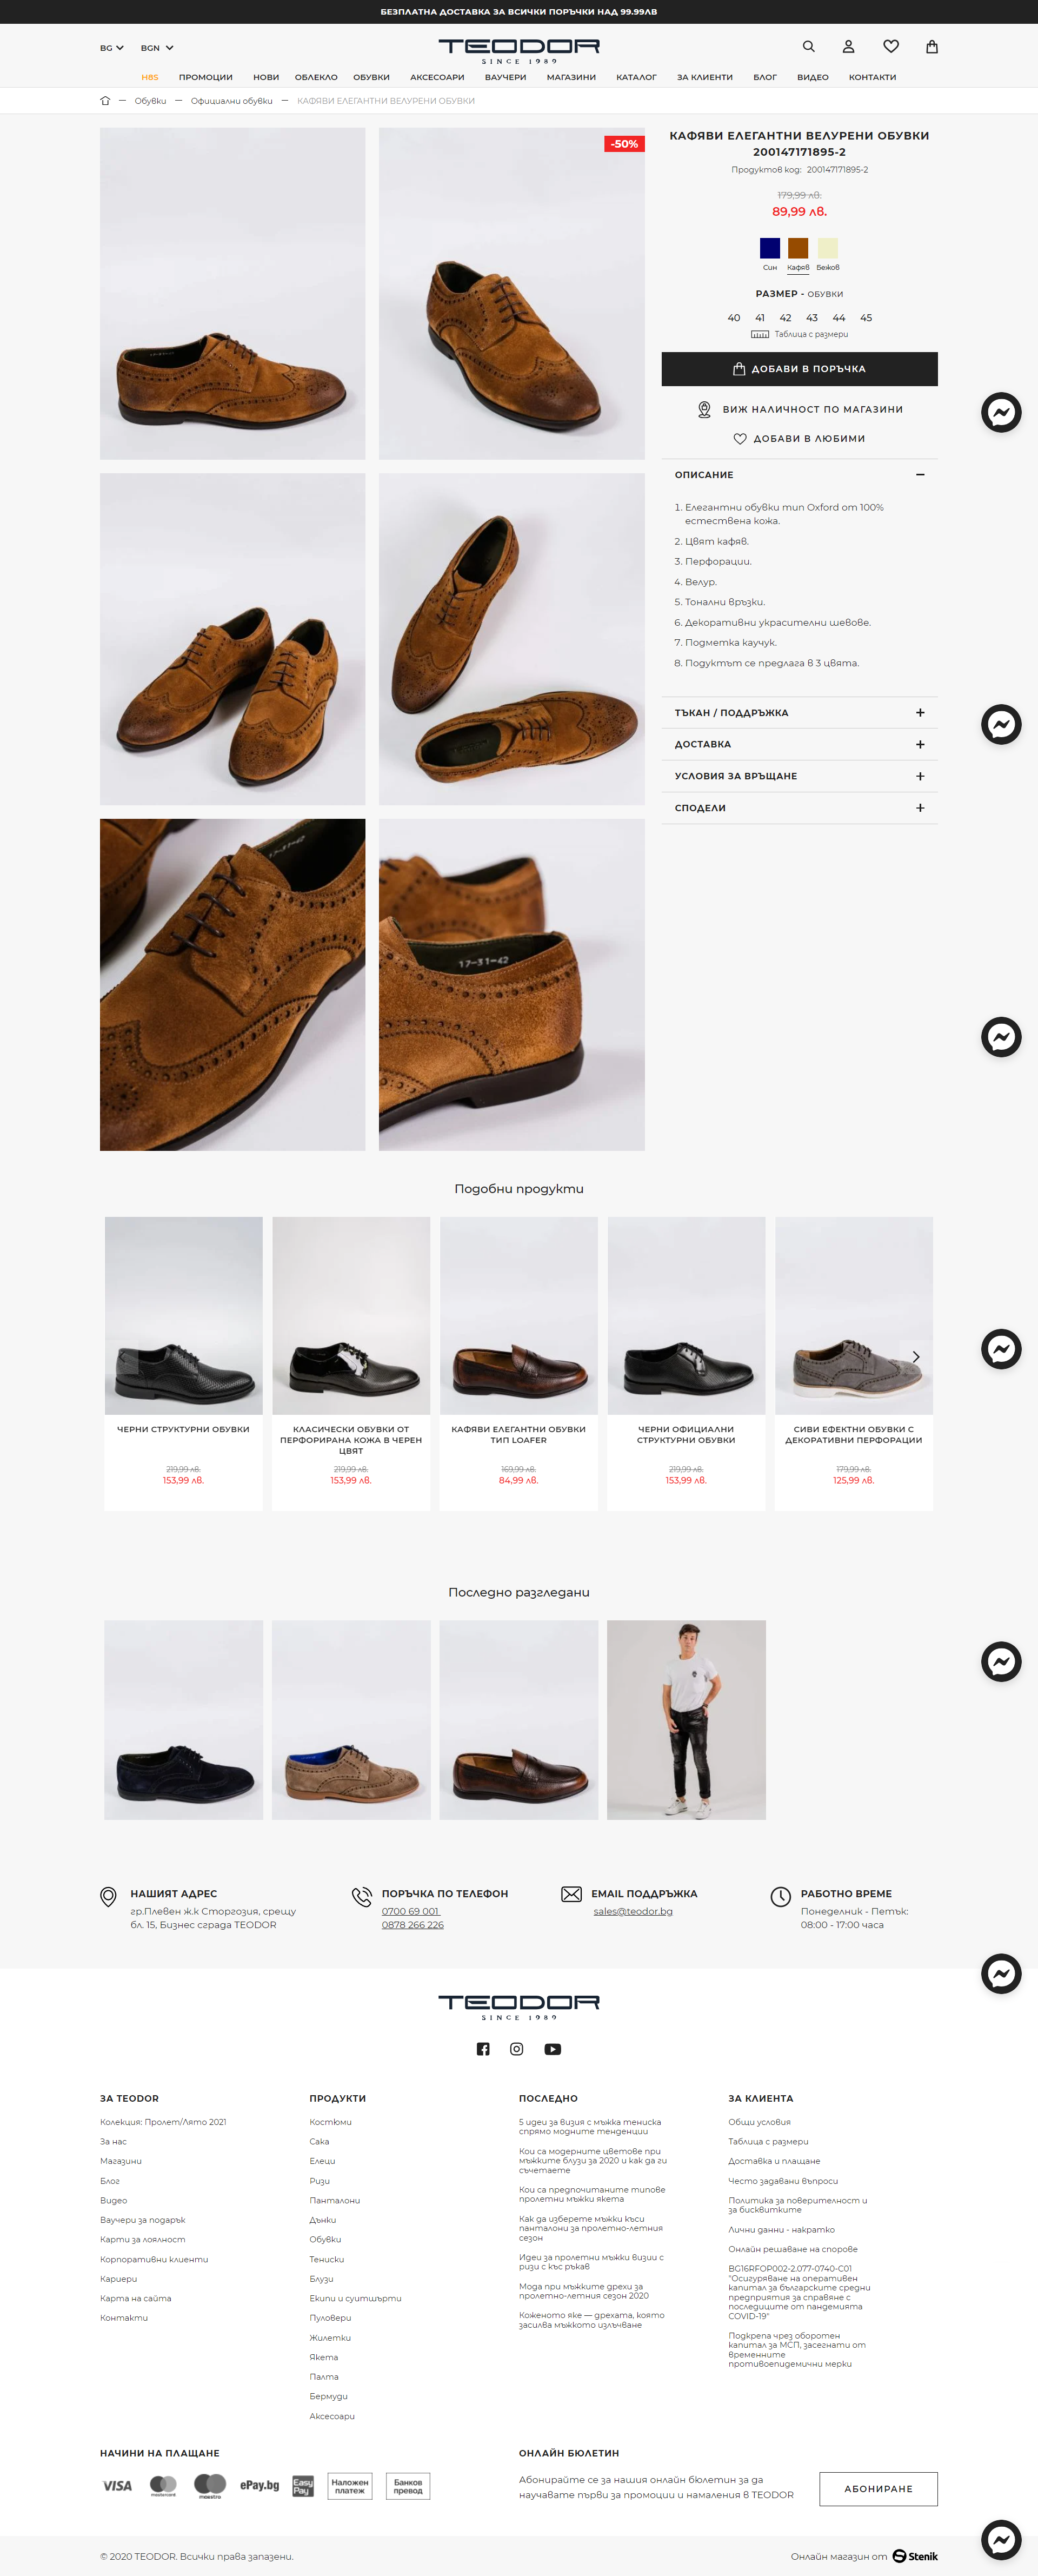 БЕЗПЛАТНА ДОСТАВКА ЗА ВСИЧКИ ПОРЪЧКИ НАД 99.99ЛВ
BG
BGN
TEODOR
SINCE 1989
H8S
ПРОМОЦИИ
НОВИ
ОБЛЕКЛО
ОБУВКИ
АКСЕСОАРИ
ВАУЧЕРИ
МАГАЗИНИ
КАТАЛОГ
ЗА КЛИЕНТИ
БЛОГ
ВИДЕО
КОНТАКТИ
Обувки — Официални обувки — КАФЯВИ ЕЛЕГАНТНИ ВЕЛУРЕНИ ОБУВКИ
-50%
17-31-42
КАФЯВИ ЕЛЕГАНТНИ ВЕЛУРЕНИ ОБУВКИ
200147171895-2
Продуктов код: 200147171895-2
179,99 лв.
89,99 лв.
Син
Кафяв
Бежов
РАЗМЕР - ОБУВКИ
40 41 42 43 44 45
Таблица с размери
ДОБАВИ В ПОРЪЧКА
ВИЖ НАЛИЧНОСТ ПО МАГАЗИНИ
ДОБАВИ В ЛЮБИМИ
ОПИСАНИЕ
1. Елегантни обувки тип Oxford от 100%
естествена кожа.
2. Цвят кафяв.
3. Перфорации.
4. Велур.
5. Тонални връзки.
6. Декоративни украсителни шевове.
7. Подметка каучук.
8. Подуктът се предлага в 3 цвята.
ТЪКАН / ПОДДРЪЖКА
ДОСТАВКА
УСЛОВИЯ ЗА ВРЪЩАНЕ
СПОДЕЛИ
Подобни продукти
ЧЕРНИ СТРУКТУРНИ ОБУВКИ
219,99 лв.
153,99 лв.
КЛАСИЧЕСКИ ОБУВКИ ОТ
ПЕРФОРИРАНА КОЖА В ЧЕРЕН
ЦВЯТ
219,99 лв.
153,99 лв.
КАФЯВИ ЕЛЕГАНТНИ ОБУВКИ
ТИП LOAFER
169,99 лв.
84,99 лв.
ЧЕРНИ ОФИЦИАЛНИ
СТРУКТУРНИ ОБУВКИ
219,99 лв.
153,99 лв.
СИВИ ЕФЕКТНИ ОБУВКИ С
ДЕКОРАТИВНИ ПЕРФОРАЦИИ
179,99 лв.
125,99 лв.
Последно разгледани
НАШИЯТ АДРЕС
гр.Плевен ж.к Сторгозия, срещу
бл. 15, Бизнес сграда TEODOR
ПОРЪЧКА ПО ТЕЛЕФОН
0700 69 001
0878 266 226
EMAIL ПОДДРЪЖКА
sales@teodor.bg
РАБОТНО ВРЕМЕ
Понеделник - Петък:
08:00 - 17:00 часа
TEODOR
SINCE 1989
ЗА TEODOR
Колекция: Пролет/Лято 2021
За нас
Магазини
Блог
Видео
Ваучери за подарък
Карти за лоялност
Корпоративни клиенти
Кариери
Карта на сайта
Контакти
ПРОДУКТИ
Костюми
Сака
Елеци
Ризи
Панталони
Дънки
Обувки
Тениски
Блузи
Екипи и суитшърти
Пуловери
Жилетки
Якета
Палта
Бермуди
Аксесоари
ПОСЛЕДНО
5 идеи за визия с мъжка тениска
спрямо модните тенденции
Кои са модерните цветове при
мъжките блузи за 2020 и как да ги
съчетаете
Кои са предпочитаните типове
пролетни мъжки якета
Как да изберете мъжки къси
панталони за пролетно-летния
сезон
Идеи за пролетни мъжки визии с
ризи с къс ръкав
Мода при мъжките дрехи за
пролетно-летния сезон 2020
Коженото яке — дрехата, която
засилва мъжкото излъчване
ЗА КЛИЕНТА
Общи условия
Таблица с размери
Доставка и плащане
Често задавани въпроси
Политика за поверителност и
за бисквитките
Лични данни - накратко
Онлайн решаване на спорове
BG16RFOP002-2.077-0740-C01
"Осигуряване на оперативен
капитал за българските средни
предприятия за справяне с
последиците от пандемията
COVID-19"
Подкрепа чрез оборотен
капитал за МСП, засегнати от
временните
противоепидемични мерки
НАЧИНИ НА ПЛАЩАНЕ
VISA
mastercard
maestro
ePay.bg
Easy
Pay
Наложен
платеж
Банков
превод
ОНЛАЙН БЮЛЕТИН
Абонирайте се за нашия онлайн бюлетин за да
научавате първи за промоции и намаления в TEODOR
АБОНИРАНЕ
© 2020 TEODOR. Всички права запазени.
Онлайн магазин от Stenik